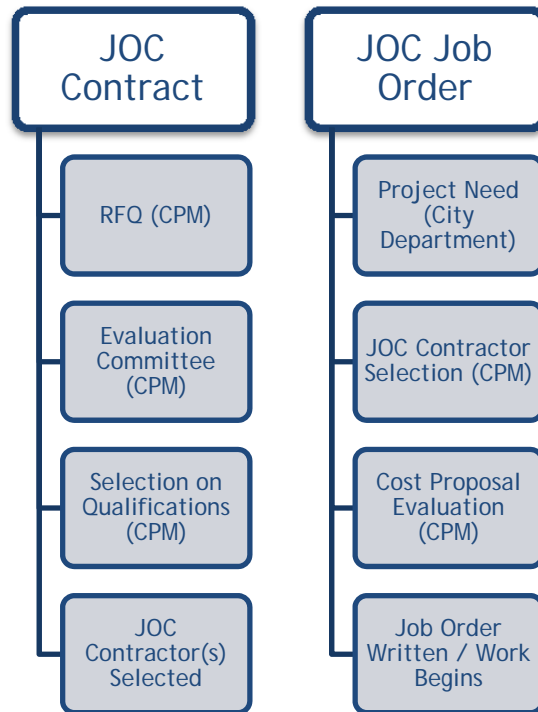 JOC
Contract
RFQ (CPM)
Evaluation
Committee
(CPM)
Selection on
Qualifications
(CPM)
JOC
Contractor(s)
Selected
JOC Job
Order
Project Need
(City
Department)
JOC Contractor
Selection (CPM)
Cost Proposal
Evaluation
(CPM)
Job Order
Written / Work
Begins